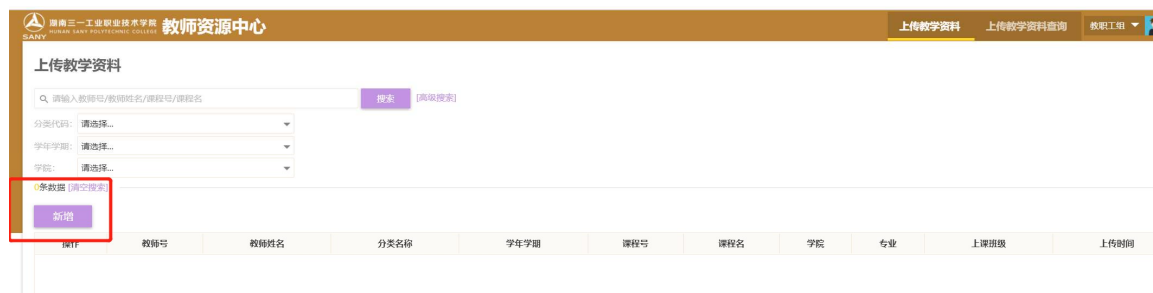 湖南三一工业职业技术学院 教师资源中心 上传教学资料 上传教学资料查询 教职工组
SANY HUNAN SANY POLYTECHNIC COLLEGE
上传教学资料
请输入教师号/教师姓名/课程号/课程名 搜索 [高级搜索]
分类代码: 请选择...
学年学期: 请选择...
学院: 请选择...
0条数据 [清空搜索]
新增
操作 教师号 教师姓名 分类名称 学年学期 课程号 课程名 学院 专业 上课班级 上传时间